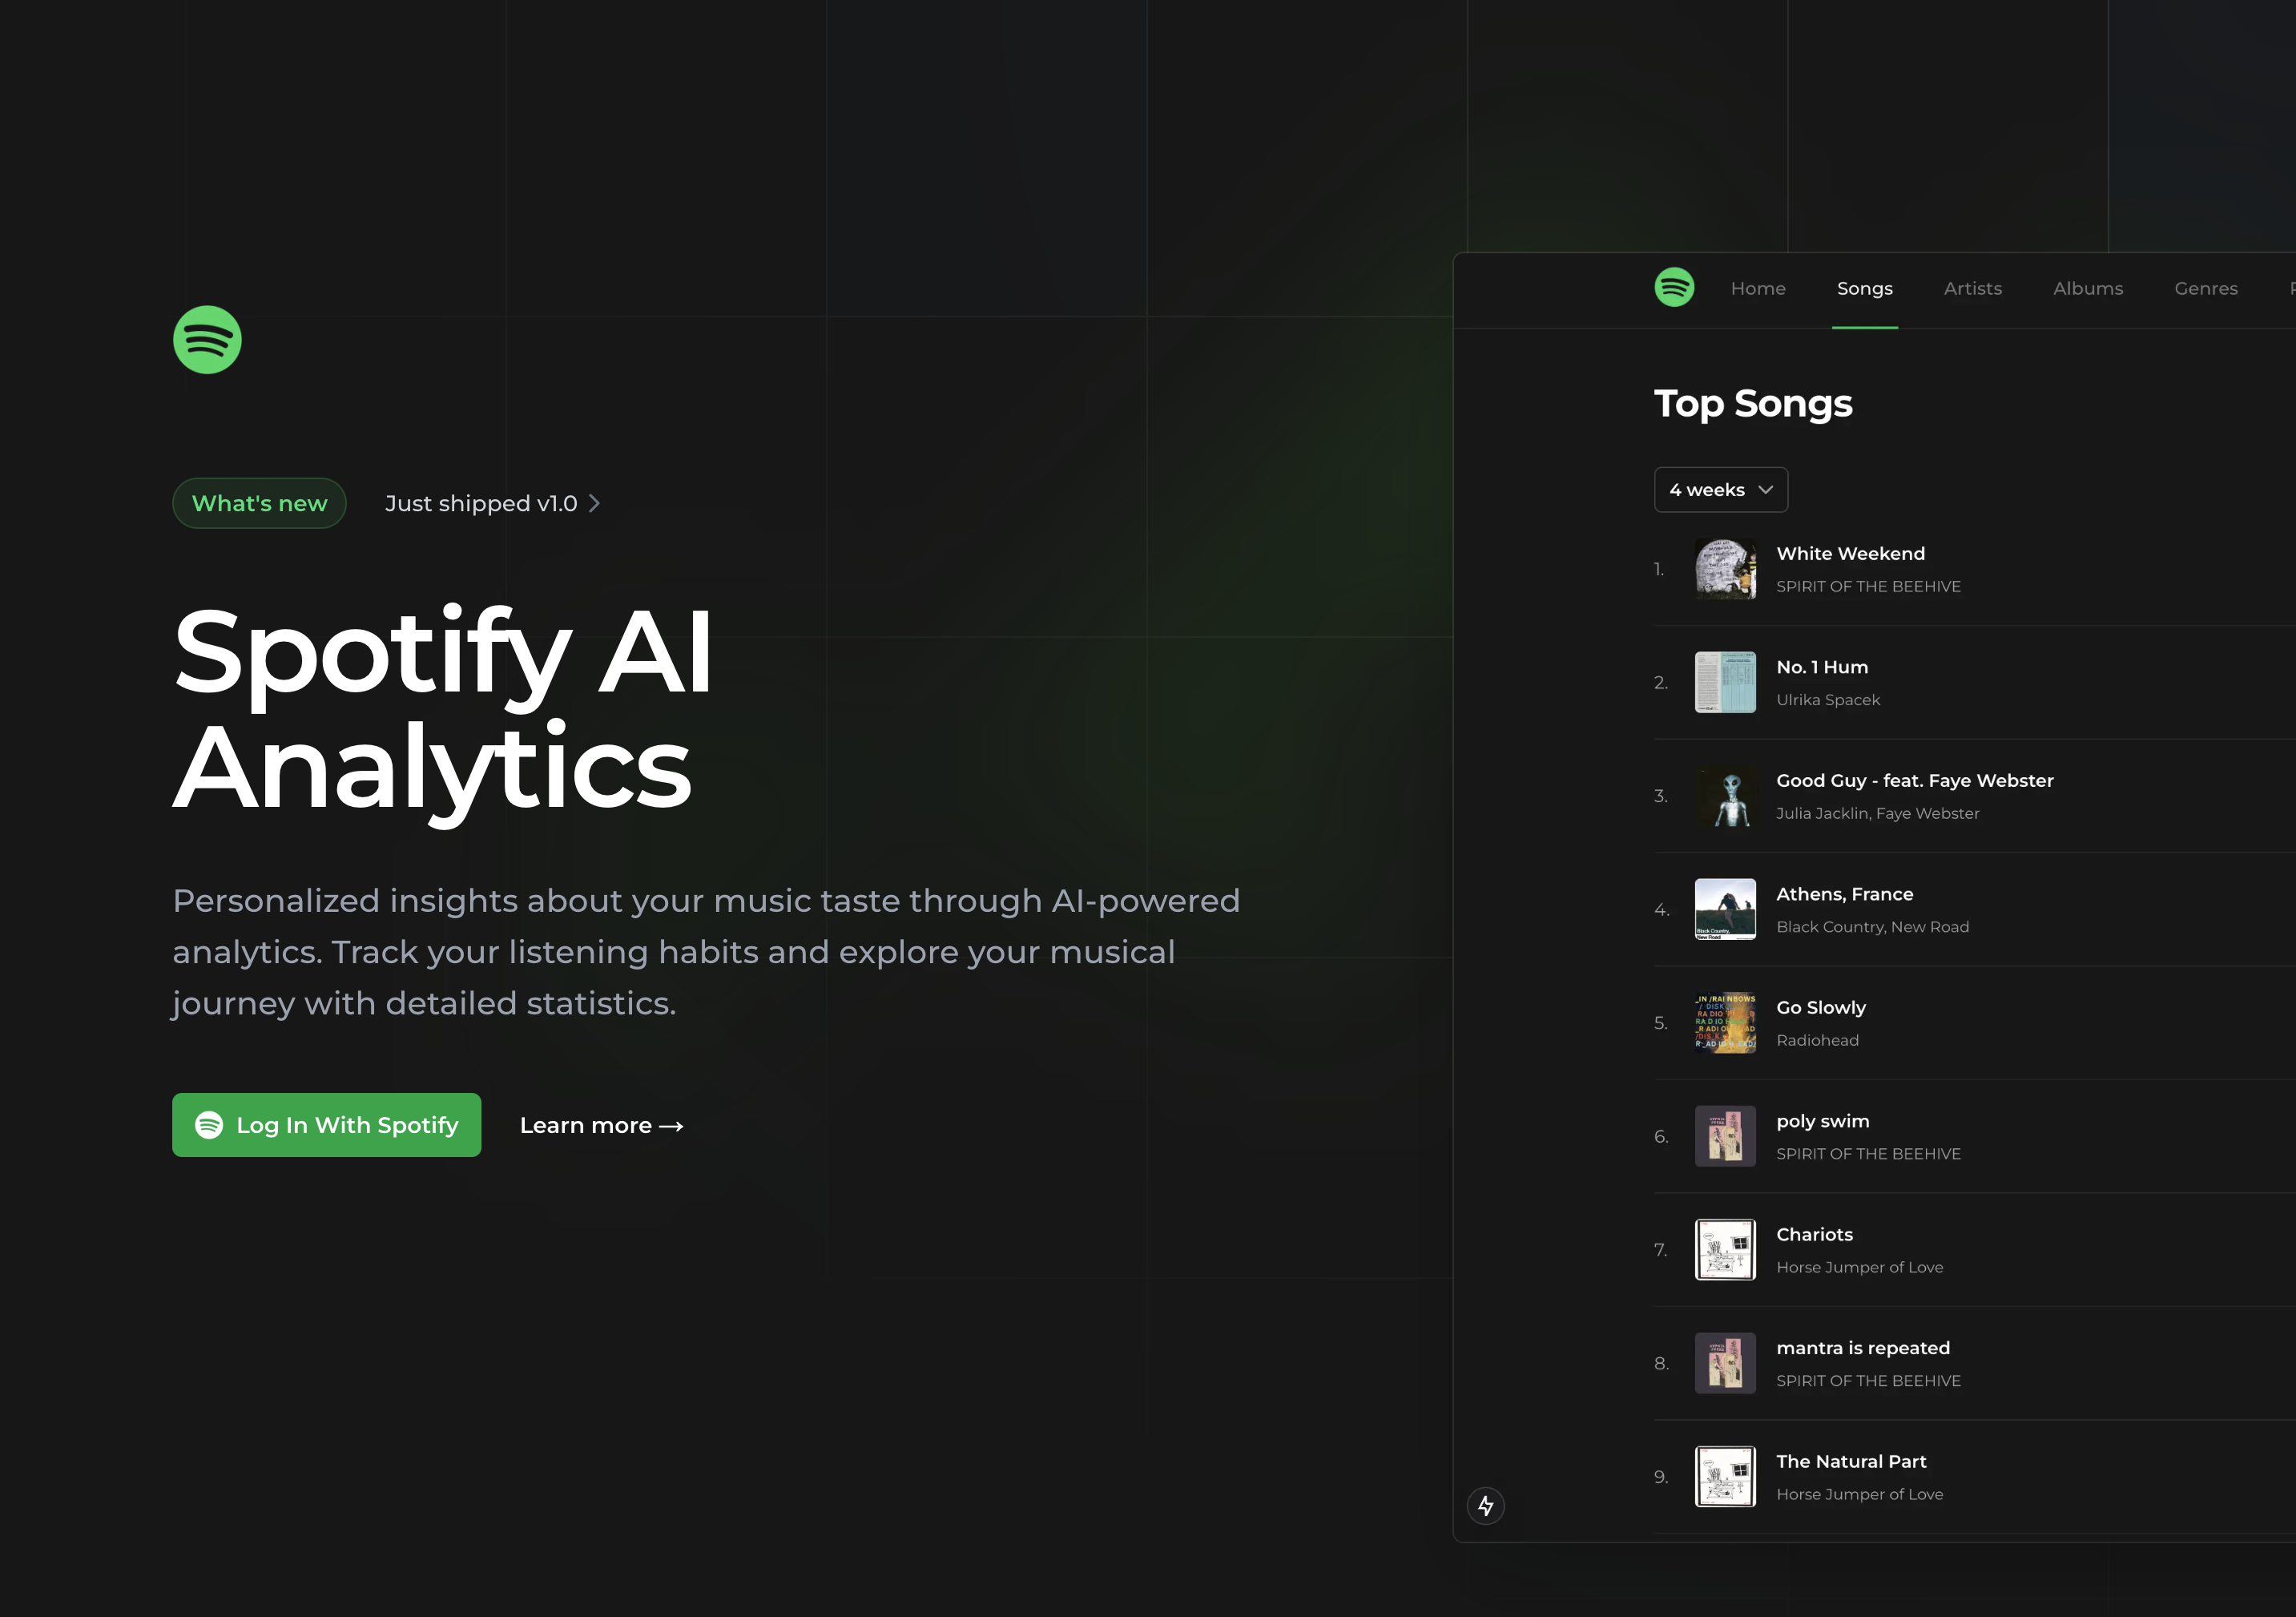 What's new
Just shipped v1.0
Spotify AI
Analytics
Personalized insights about your music taste through AI-powered
analytics. Track your listening habits and explore your musical
journey with detailed statistics.
Log In With Spotify
Learn more →
Home
Songs
Artists
Albums
Genres
Top Songs
4 weeks
1.
White Weekend
SPIRIT OF THE BEEHIVE
2.
No. 1 Hum
Ulrika Spacek
3.
Good Guy - feat. Faye Webster
Julia Jacklin, Faye Webster
4.
Black Country,
New Road
Athens, France
Black Country, New Road
5.
Go Slowly
Radiohead
6.
poly swim
SPIRIT OF THE BEEHIVE
7.
Chariots
Horse Jumper of Love
8.
mantra is repeated
SPIRIT OF THE BEEHIVE
9.
The Natural Part
Horse Jumper of Love